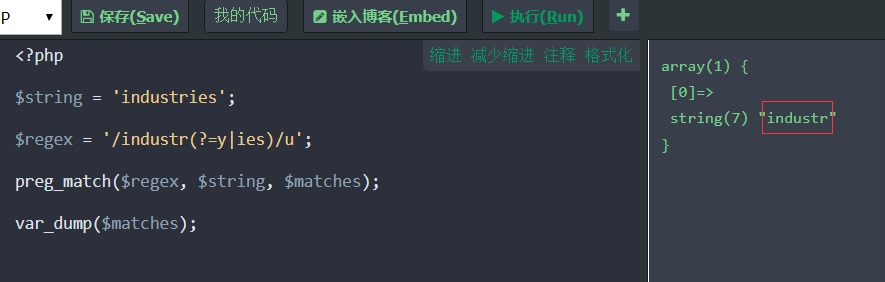 P 保存(Save) 我的代码 嵌入博客(Embed) 执行(Run) +
缩进 减少缩进 注释 格式化
<?php
$string = 'industries';
$regex = '/industr(?=y|ies)/u';
preg_match($regex, $string, $matches);
var_dump($matches);
array(1) {
[0]=>
string(7) "industr"
}